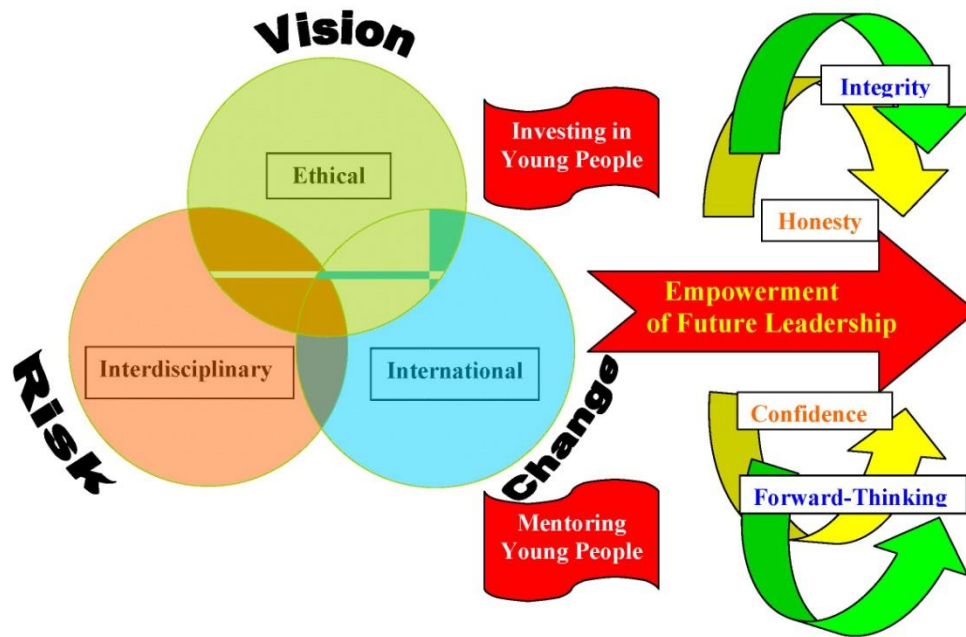 Vision
Ethical
Interdisciplinary
International
Risk
Change
Investing in
Young People
Mentoring
Young People
Integrity
Honesty
Empowerment
of Future Leadership
Confidence
Forward-Thinking